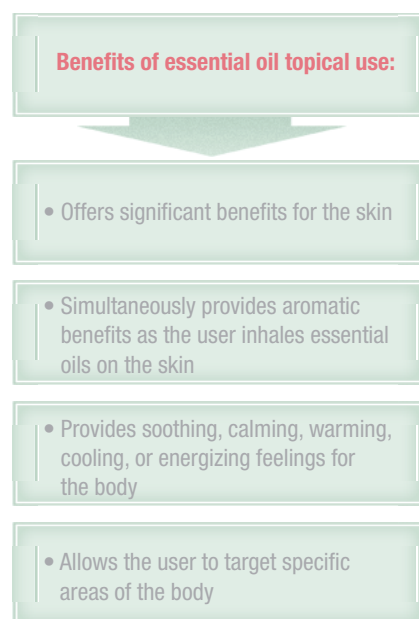 Benefits of essential oil topical use:
• Offers significant benefits for the skin
• Simultaneously provides aromatic
benefits as the user inhales essential
oils on the skin
• Provides soothing, calming, warming,
cooling, or energizing feelings for
the body
• Allows the user to target specific
areas of the body